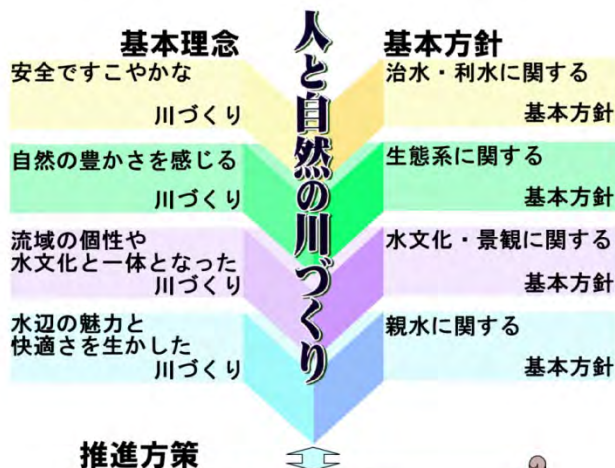 基本理念
人と自然の川づくり
基本方針
安全ですこやかな
川づくり
治水・利水に関する
基本方針
自然の豊かさを感じる
川づくり
生態系に関する
基本方針
流域の個性や
水文化と一体となった
川づくり
水文化・景観に関する
基本方針
水辺の魅力と
快適さを生かした
川づくり
親水に関する
基本方針
推進方策